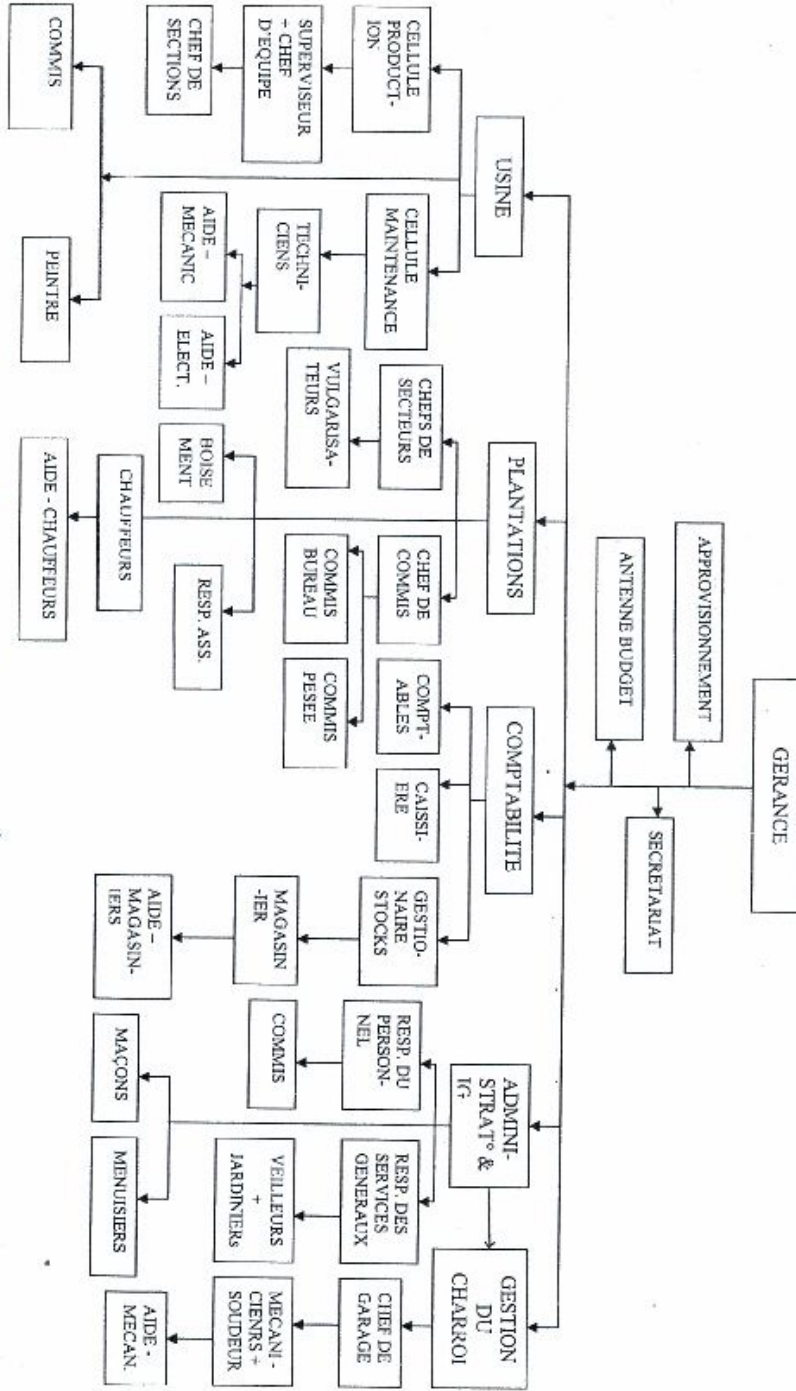 GERANCE
APPROVISIONNEMENT
SECRETARIAT
ANTENNE BUDGET
USINE
PLANTATIONS
COMPTABILITE
ADMINI-
STRAT° &
IG
GESTION
DU
CHARROI
CELLULE
PRODUCT-
ION
CELLULE
MAINTENANCE
CHEFS DE
SECTEURS
CHEF DE
COMMIS
COMPT-
ABLES
CAISSI-
ERE
GESTIO-
NAIRE
STOCKS
RESP. DU
PERSON-
NEL
RESP. DES
SERVICES
GENERAUX
CHEF DE
GARAGE
SUPERVISEUR
+ CHEF
D'EQUIPE
TECHNI-
CIENS
VULGARISA-
TEURS
COMMIS
BUREAU
COMMIS
PESEE
MAGASIN
-IER
COMMIS
VEILLEURS
+
JARDINIERs
MECANI -
CIENRS +
SOUDEUR
CHEF DE
SECTIONS
AIDE –
MECANIC
AIDE –
ELECT.
BOISE
MENT
RESP. ASS.
CHAUFFEURS
AIDE - CHAUFFEURS
AIDE –
MAGASIN-
IERS
MAÇONS
MENUISIERS
AIDE -
MECAN.
COMMIS
PEINTRE